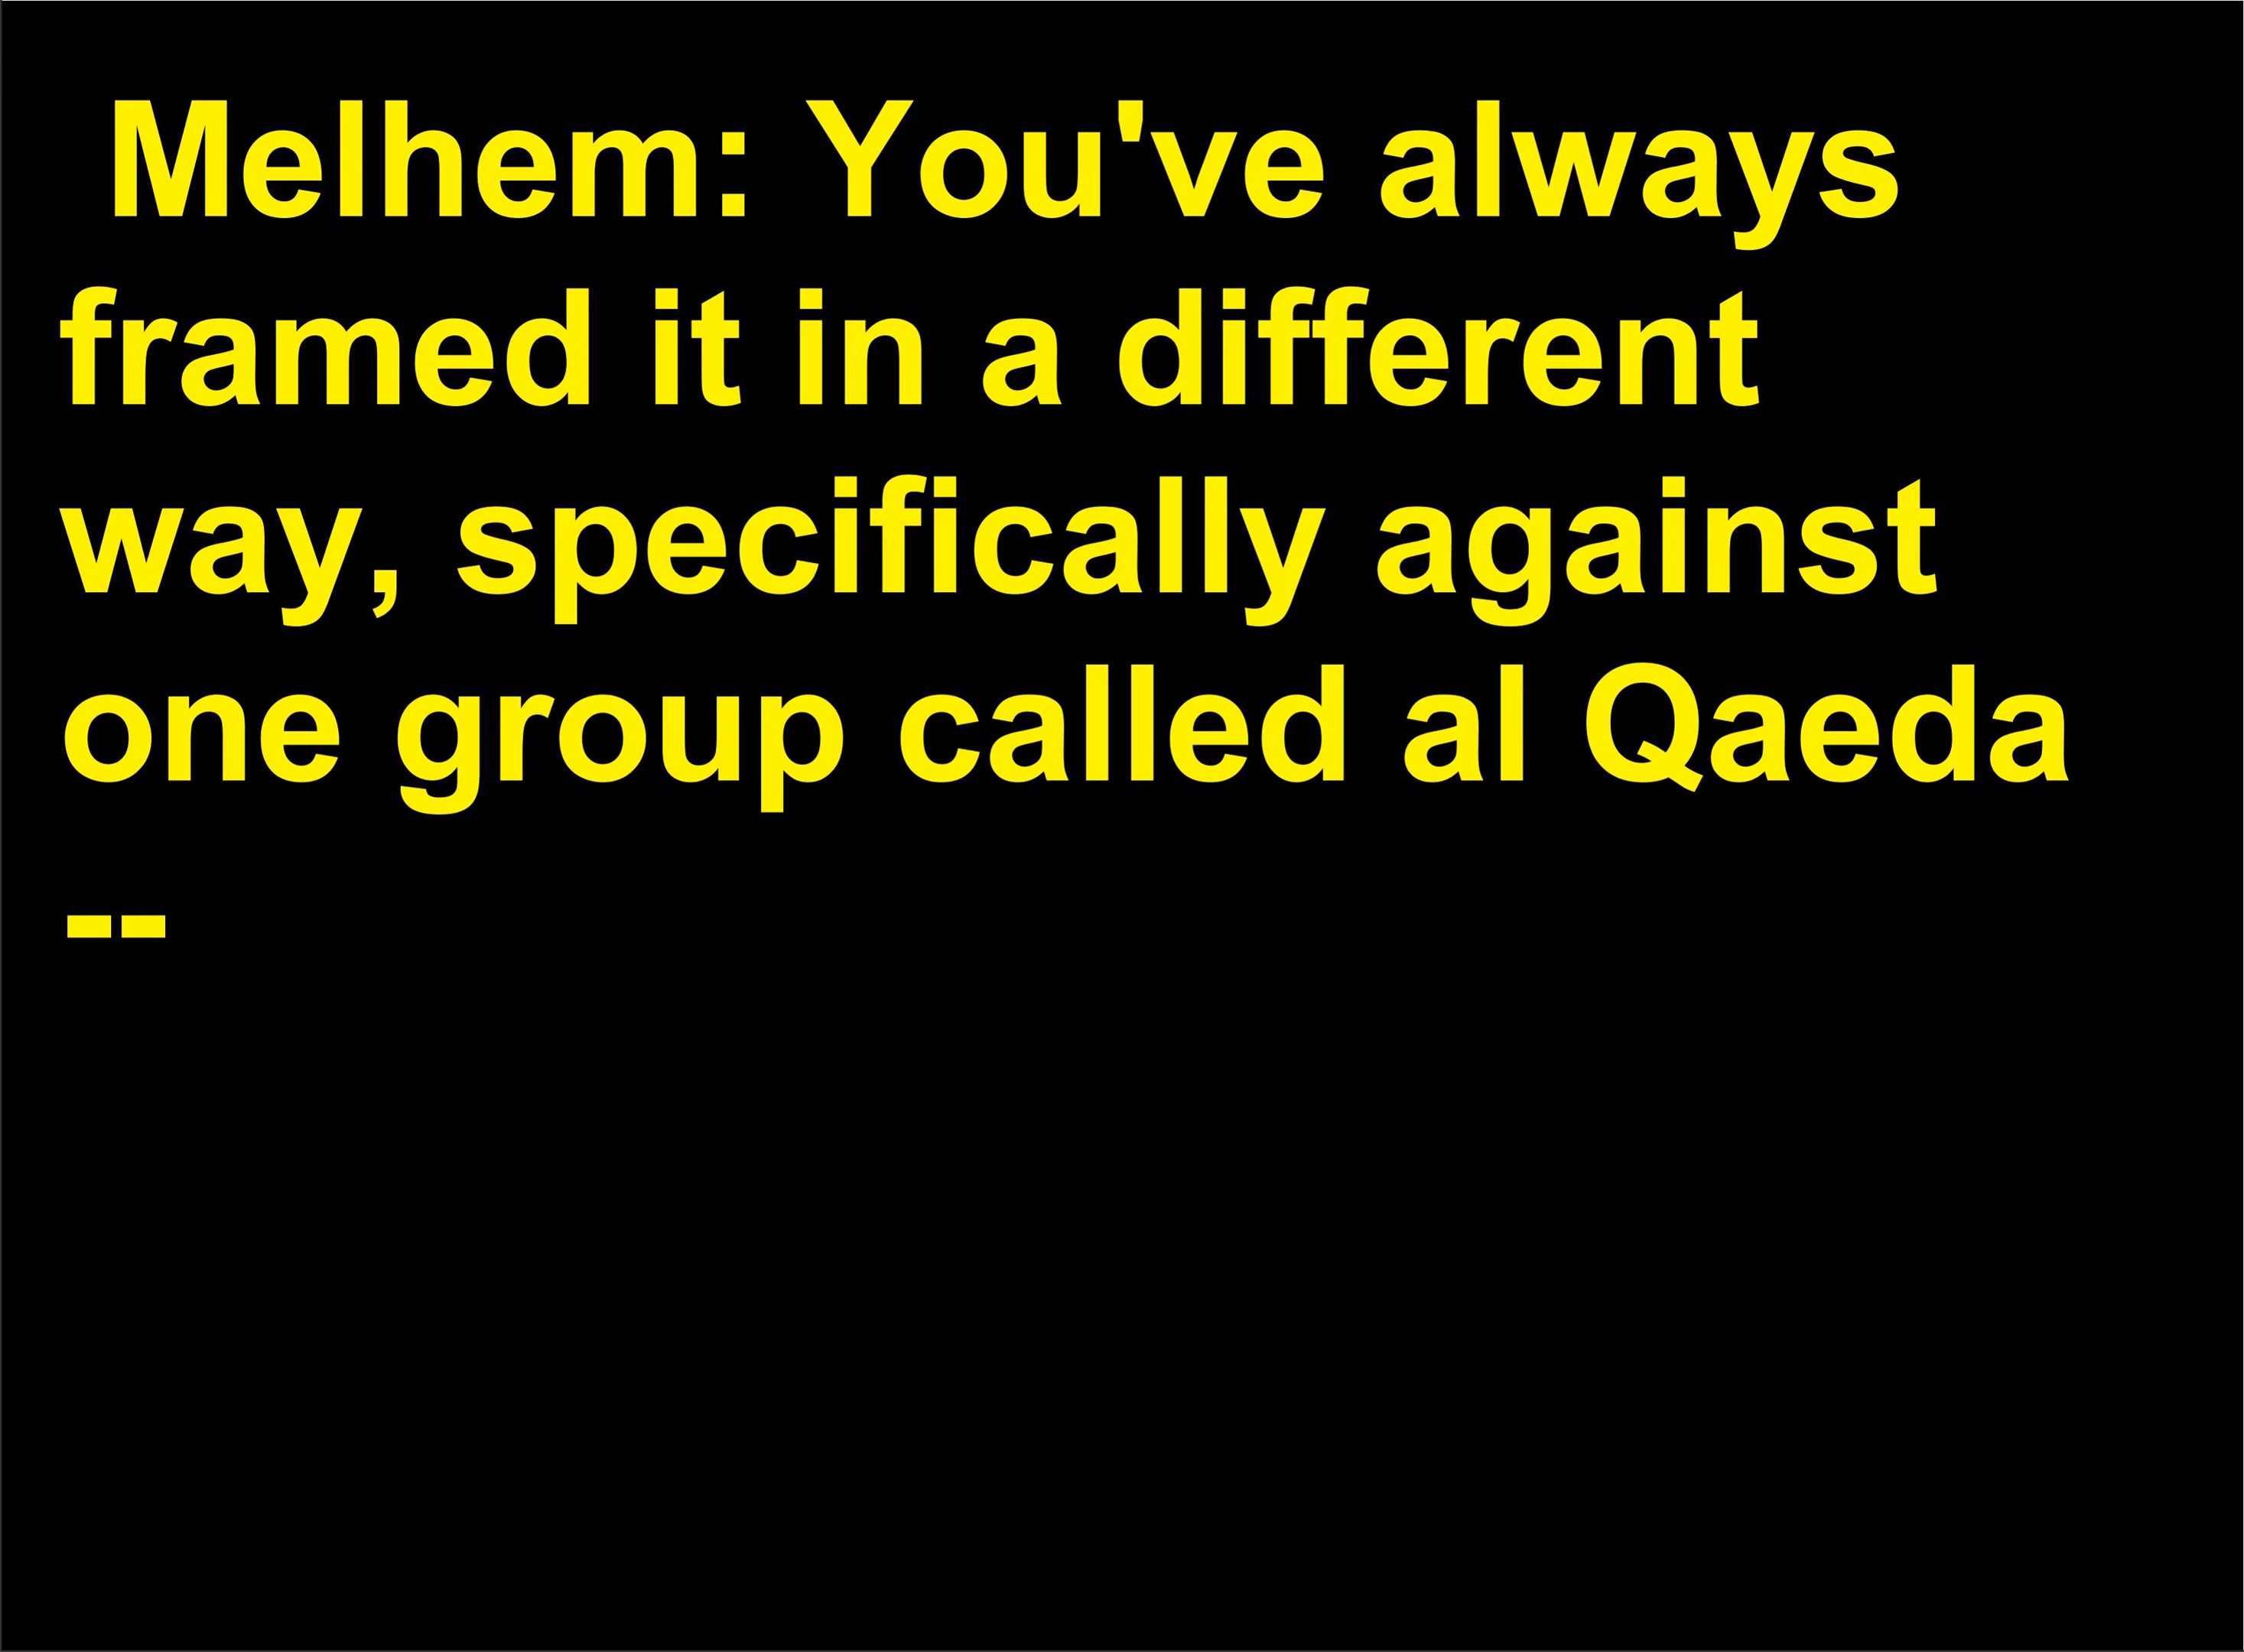 Melhem: You've always
framed it in a different
way, specifically against
one group called al Qaeda
--